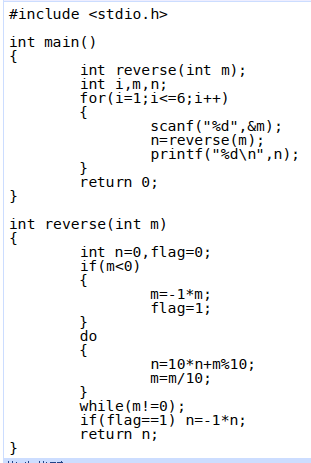 #include <stdio.h>

int main()
{
        int reverse(int m);
        int i,m,n;
        for(i=1;i<=6;i++)
        {
                scanf("%d",&m);
                n=reverse(m);
                printf("%d\n",n);
        }
        return 0;
}

int reverse(int m)
{
        int n=0,flag=0;
        if(m<0)
        {
                m=-1*m;
                flag=1;
        }
        do
        {
                n=10*n+m%10;
                m=m/10;
        }
        while(m!=0);
        if(flag==1) n=-1*n;
        return n;
}